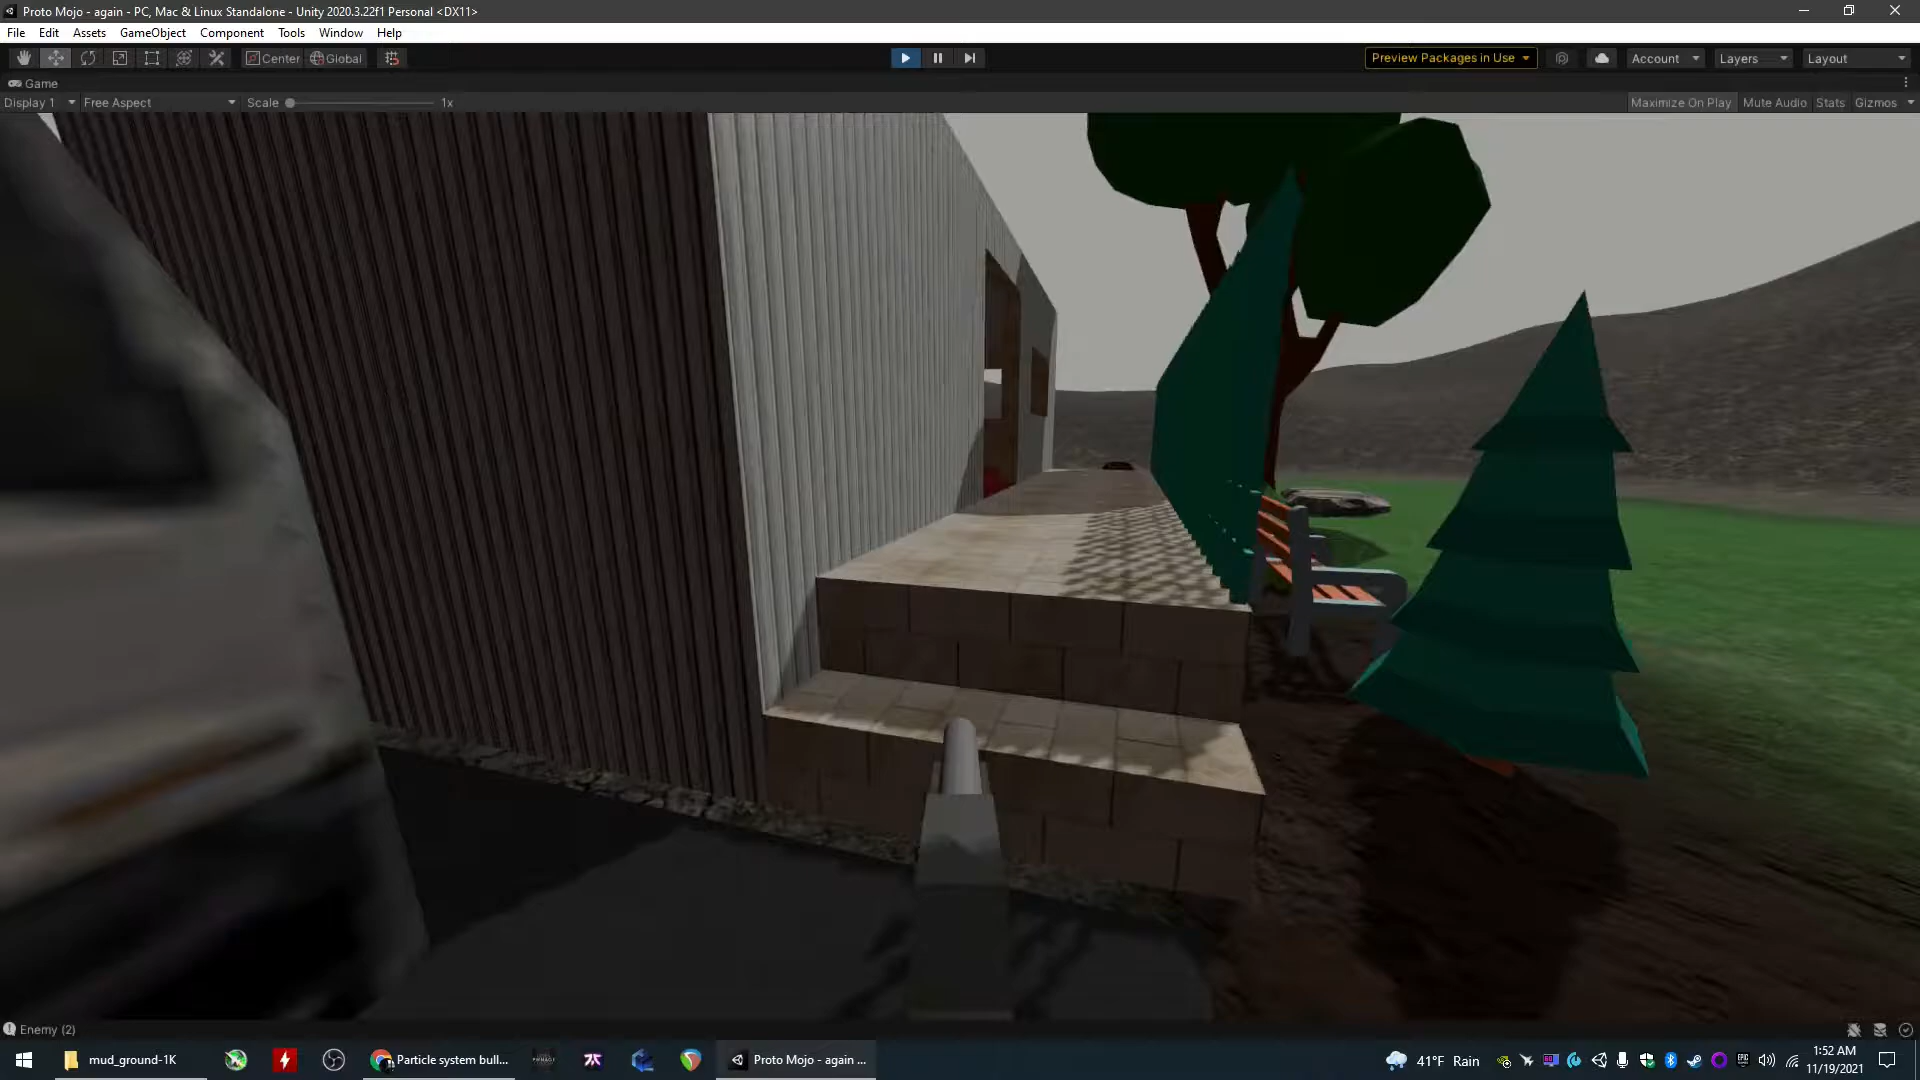 Proto Mojo - again - PC, Mac & Linux Standalone - Unity 2020.3.22f1 Personal <DX11>
File Edit Assets GameObject Component Tools Window Help
Center Global Preview Packages in Use Account Layers Layout
Game
Display 1 Free Aspect Scale 1x Maximize On Play Mute Audio Stats Gizmos
Enemy (2)
mud_ground-1K Particle system bull... Proto Mojo - again ... 41°F Rain 1:52 AM
11/19/2021